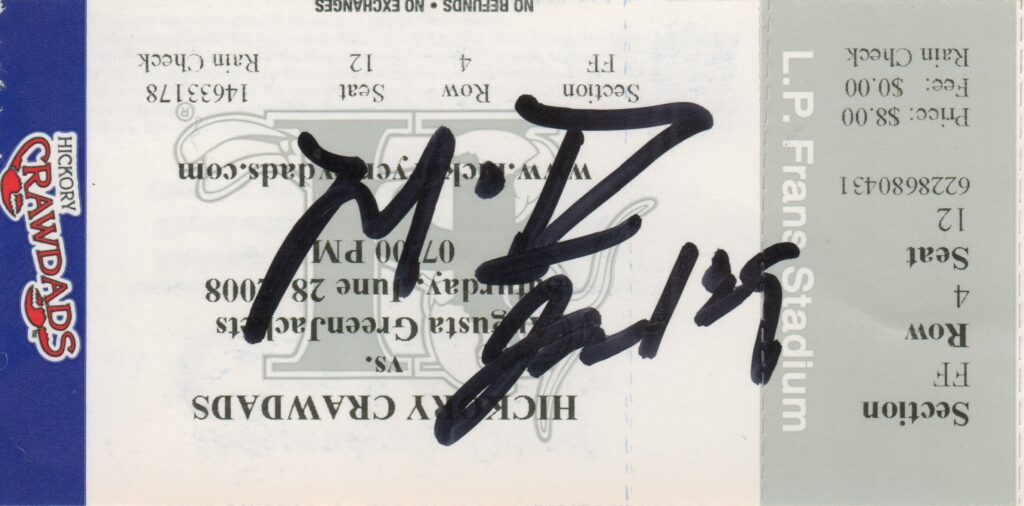 HICKORY CRAWDADS
vs.
Augusta GreenJackets
Saturday, June 28 2008
07:00 PM
www.hickorycrawdads.com
Section Row Seat 14633178
FF 4 12 Rain Check
NO REFUNDS • NO EXCHANGES
Section
FF
Row
4
Seat
12
6228680431
Price: $8.00
Fee: $0.00
Rain Check
L.P. Frans Stadium
HICKORY
CRAWDADS
®